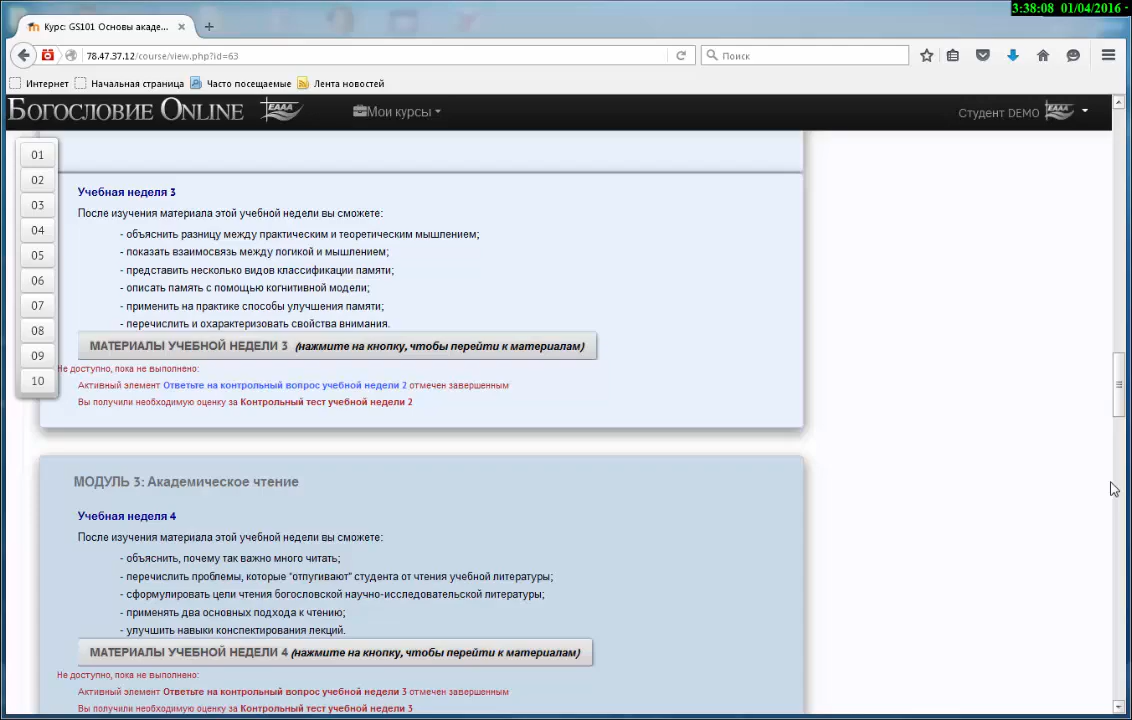 3:38:08 01/04/2016
Курс: GS101 Основы акаде...
78.47.37.12/course/view.php?id=63
Поиск
Интернет Начальная страница Часто посещаемые Лента новостей
БОГОСЛОВИЕ ONLINE ЕААА Мои курсы Студент DEMO ЕААА
01
02
03
04
05
06
07
08
09
10
Учебная неделя 3
После изучения материала этой учебной недели вы сможете:
- объяснить разницу между практическим и теоретическим мышлением;
- показать взаимосвязь между логикой и мышлением;
- представить несколько видов классификации памяти;
- описать память с помощью когнитивной модели;
- применить на практике способы улучшения памяти;
- перечислить и охарактеризовать свойства внимания.
МАТЕРИАЛЫ УЧЕБНОЙ НЕДЕЛИ 3 (нажмите на кнопку, чтобы перейти к материалам)
Не доступно, пока не выполнено:
Активный элемент Ответьте на контрольный вопрос учебной недели 2 отмечен завершенным
Вы получили необходимую оценку за Контрольный тест учебной недели 2
МОДУЛЬ 3: Академическое чтение
Учебная неделя 4
После изучения материала этой учебной недели вы сможете:
- объяснить, почему так важно много читать;
- перечислить проблемы, которые "отпугивают" студента от чтения учебной литературы;
- сформулировать цели чтения богословской научно-исследовательской литературы;
- применять два основных подхода к чтению;
- улучшить навыки конспектирования лекций.
МАТЕРИАЛЫ УЧЕБНОЙ НЕДЕЛИ 4 (нажмите на кнопку, чтобы перейти к материалам)
Не доступно, пока не выполнено:
Активный элемент Ответьте на контрольный вопрос учебной недели 3 отмечен завершенным
Вы получили необходимую оценку за Контрольный тест учебной недели 3